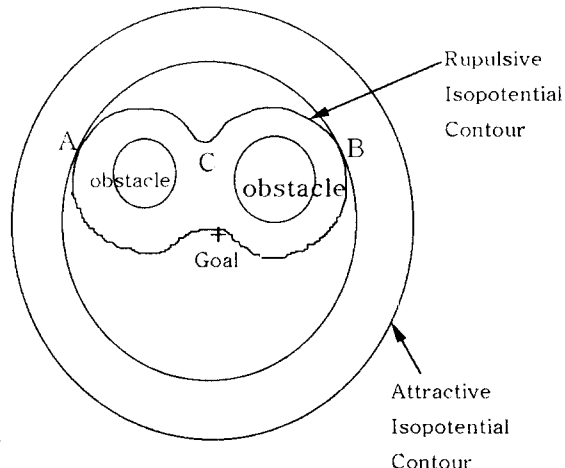 Rupulsive
Isopotential
Contour
A
C
B
obstacle
obstacle
Goal
Attractive
Isopotential
Contour